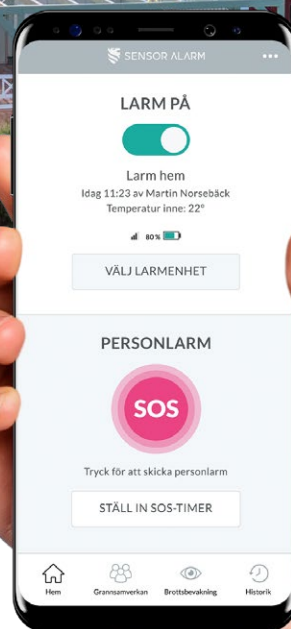 SENSOR ALARM
LARM PÅ
Larm hem
Idag 11:23 av Martin Norsebäck
Temperatur inne: 22°
80%
VÄLJ LARMENHET
PERSONLARM
SOS
Tryck för att skicka personlarm
STÄLL IN SOS-TIMER
Hem Grannsamverkan Brottsbevakning Historik